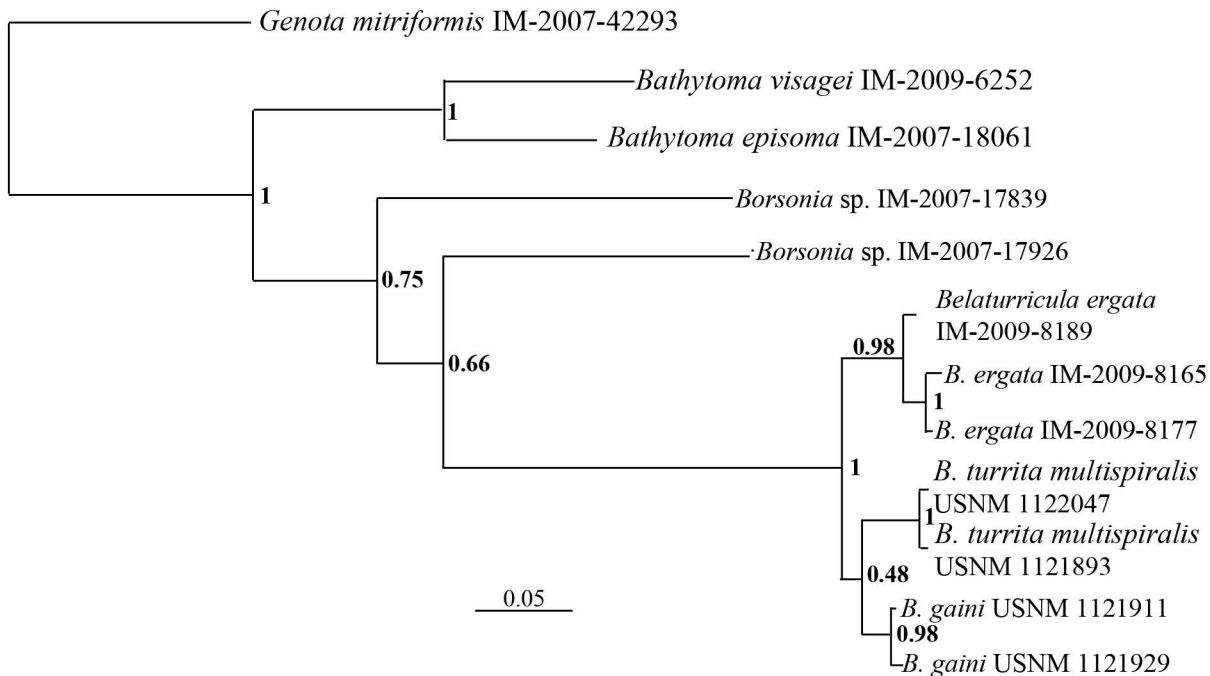 Genota mitriformis IM-2007-42293
Bathytoma visagei IM-2009-6252
1
Bathytoma episoma IM-2007-18061
1
Borsonia sp. IM-2007-17839
·Borsonia sp. IM-2007-17926
0.75
Belaturricula ergata
IM-2009-8189
0.98
0.66
B. ergata IM-2009-8165
1
B. ergata IM-2009-8177
1
B. turrita multispiralis
USNM 1122047
1
B. turrita multispiralis
USNM 1121893
0.48
0.05
B. gaini USNM 1121911
0.98
B. gaini USNM 1121929